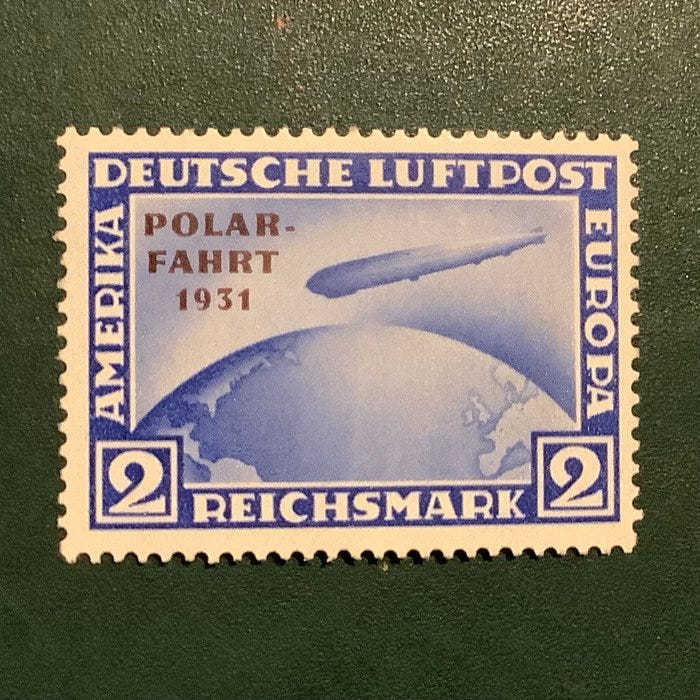 DEUTSCHE LUFTPOST
AMERIKA
EUROPA
POLAR-
FAHRT
1931
2
REICHSMARK
2